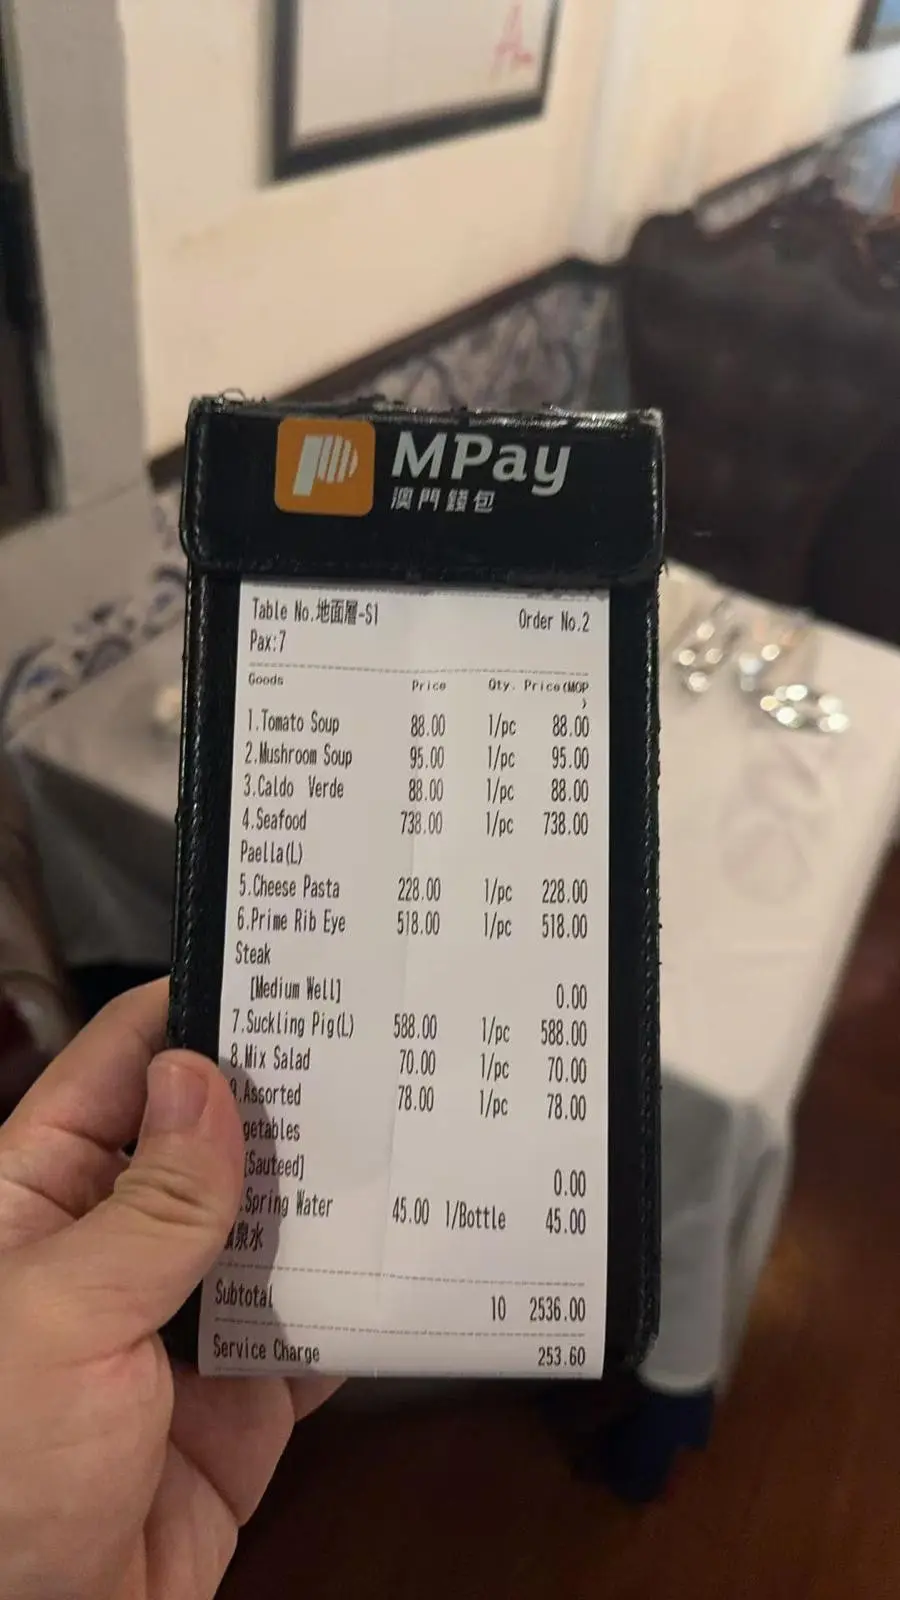 MPay
澳門錢包
Table No.地面層-S1 Order No.2
Pax:7
Goods Price Qty. Price(MOP
)
1.Tomato Soup 88.00 1/pc 88.00
2.Mushroom Soup 95.00 1/pc 95.00
3.Caldo Verde 88.00 1/pc 88.00
4.Seafood 738.00 1/pc 738.00
Paella(L)
5.Cheese Pasta 228.00 1/pc 228.00
6.Prime Rib Eye 518.00 1/pc 518.00
Steak
[Medium Well] 0.00
7.Suckling Pig(L) 588.00 1/pc 588.00
8.Mix Salad 70.00 1/pc 70.00
.Assorted 78.00 1/pc 78.00
getables
[Sauteed] 0.00
.Spring Water 45.00 1/Bottle 45.00
泉水
Subtotal 10 2536.00
Service Charge 253.60